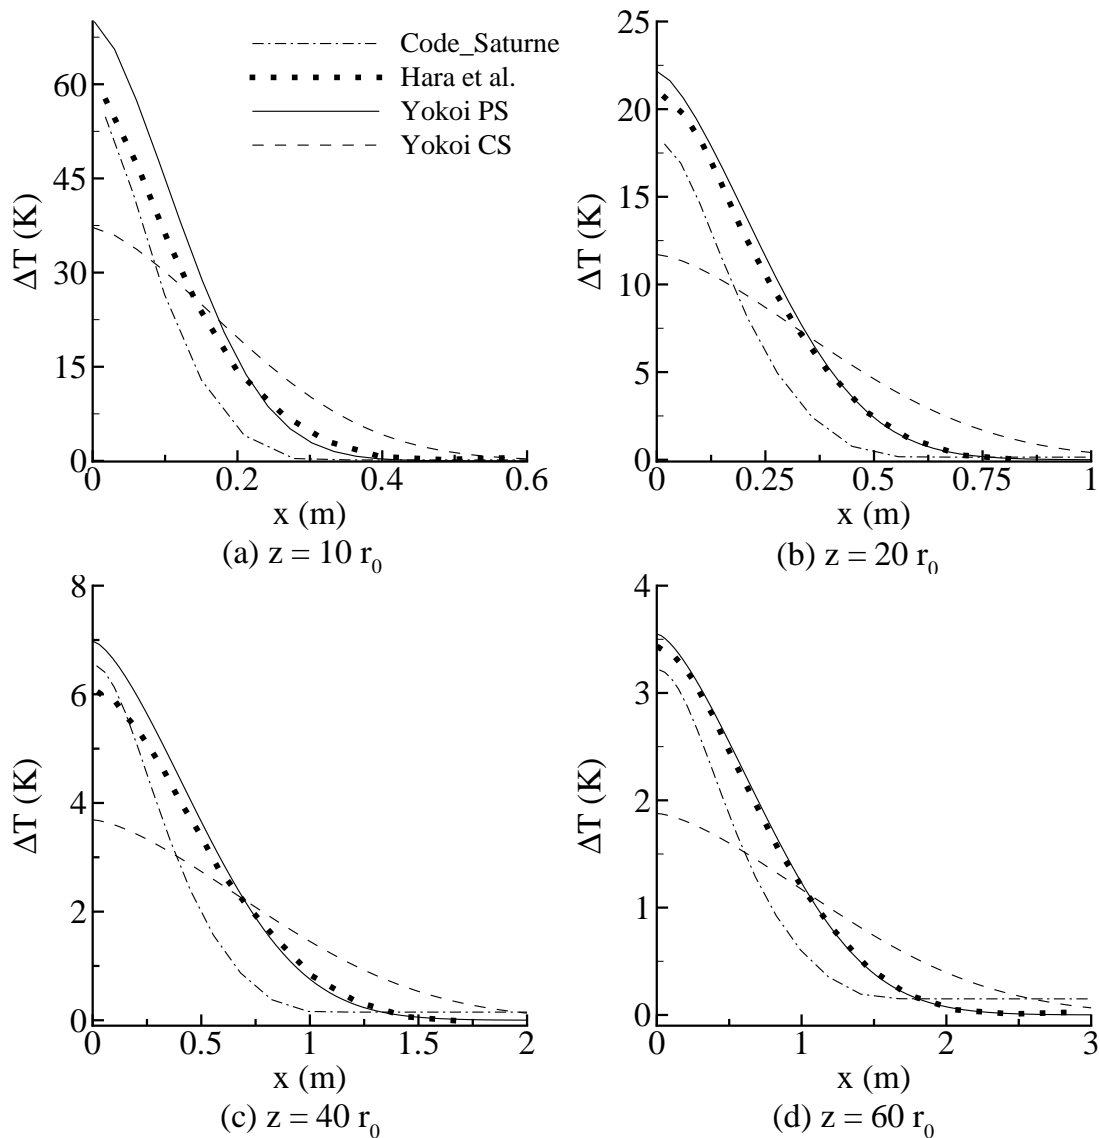 Code_Saturne
Hara et al.
Yokoi PS
Yokoi CS
60
45
30
15
0
ΔT (K)
0
0.2
0.4
0.6
x (m)
(a) z = 10 r₀
25
20
15
10
5
0
ΔT (K)
0
0.25
0.5
0.75
1
x (m)
(b) z = 20 r₀
8
6
4
2
0
ΔT (K)
0
0.5
1
1.5
2
x (m)
(c) z = 40 r₀
4
3
2
1
0
ΔT (K)
0
1
2
3
x (m)
(d) z = 60 r₀